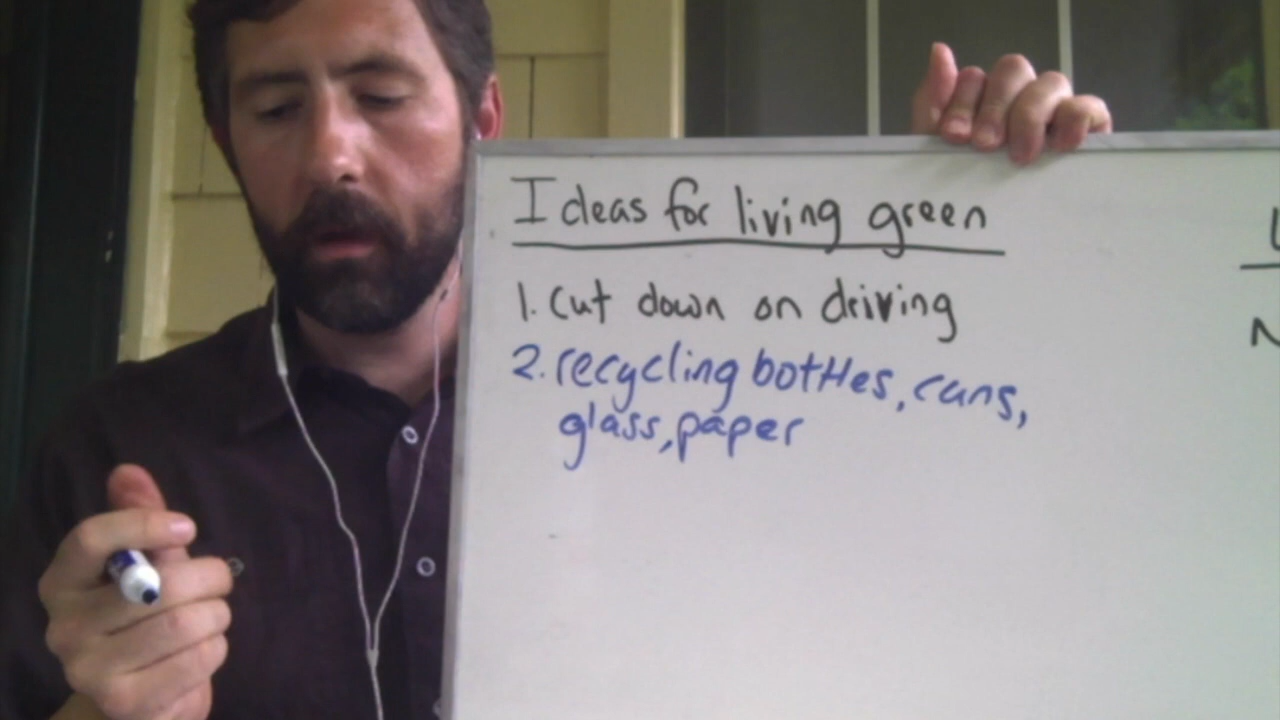 Ideas for living green
1. Cut down on driving
2. recycling bottles, cans,
glass, paper